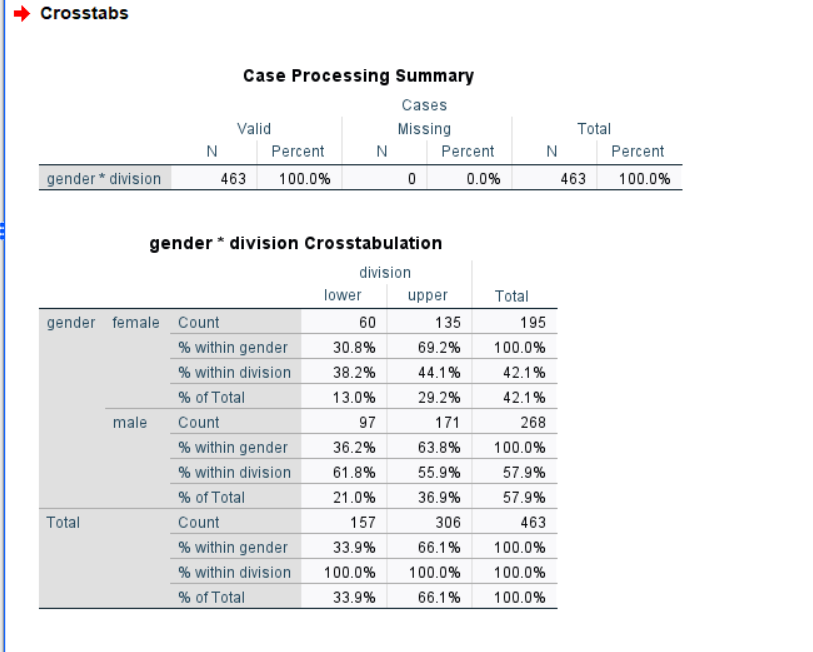 Crosstabs
Case Processing Summary
Cases
Valid Missing Total
N Percent N Percent N Percent
gender * division 463 100.0% 0 0.0% 463 100.0%
gender * division Crosstabulation
division
lower upper Total
gender female Count 60 135 195
% within gender 30.8% 69.2% 100.0%
% within division 38.2% 44.1% 42.1%
% of Total 13.0% 29.2% 42.1%
male Count 97 171 268
% within gender 36.2% 63.8% 100.0%
% within division 61.8% 55.9% 57.9%
% of Total 21.0% 36.9% 57.9%
Total Count 157 306 463
% within gender 33.9% 66.1% 100.0%
% within division 100.0% 100.0% 100.0%
% of Total 33.9% 66.1% 100.0%